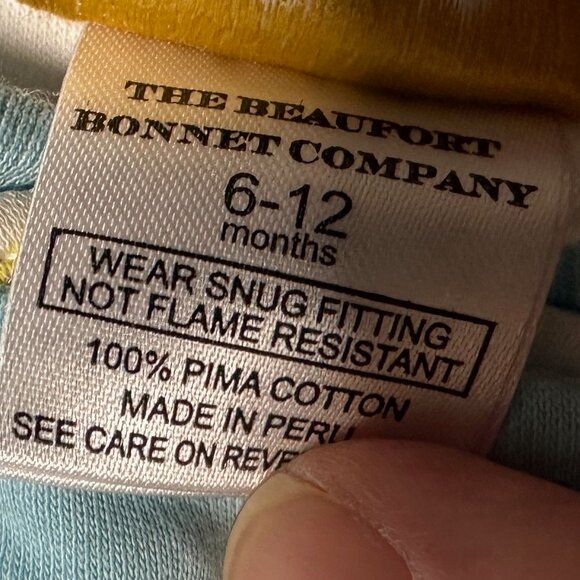 THE BEAUFORT
BONNET COMPANY
6-12
months
WEAR SNUG FITTING
NOT FLAME RESISTANT
100% PIMA COTTON
MADE IN PERU
SEE CARE ON